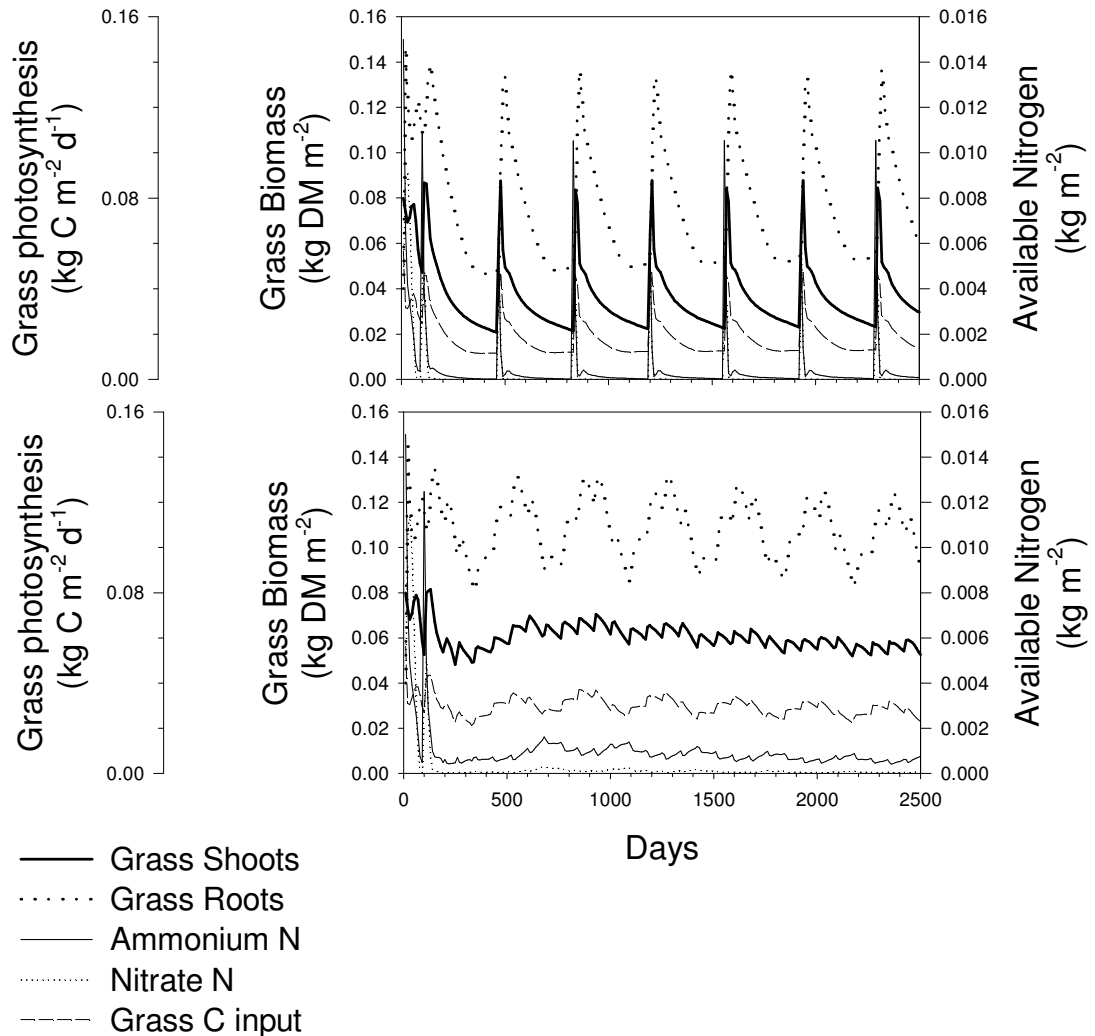 Grass photosynthesis
(kg C m⁻² d⁻¹)
0.16
0.08
0.00
Grass Biomass
(kg DM m⁻²)
0.16
0.14
0.12
0.10
0.08
0.06
0.04
0.02
0.00
0.016
0.014
0.012
0.010
0.008
0.006
0.004
0.002
0.000
Available Nitrogen
(kg m⁻²)
0 500 1000 1500 2000 2500
Grass photosynthesis
(kg C m⁻² d⁻¹)
0.16
0.08
0.00
Grass Biomass
(kg DM m⁻²)
0.16
0.14
0.12
0.10
0.08
0.06
0.04
0.02
0.00
0.016
0.014
0.012
0.010
0.008
0.006
0.004
0.002
0.000
Available Nitrogen
(kg m⁻²)
0 500 1000 1500 2000 2500
Days
Grass Shoots
Grass Roots
Ammonium N
Nitrate N
Grass C input